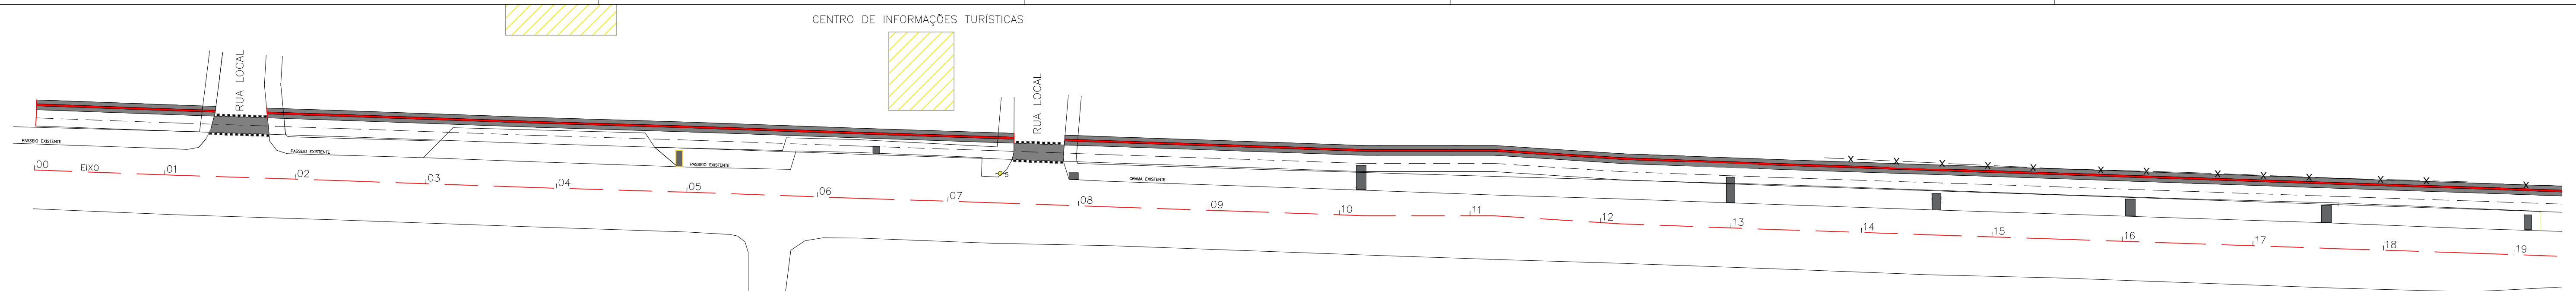 CENTRO DE INFORMAÇÕES TURÍSTICAS
RUA LOCAL
RUA LOCAL
PASSEIO EXISTENTE
PASSEIO EXISTENTE
PASSEIO EXISTENTE
GRAMA EXISTENTE
5
X X X X X X X X X X X X
EIXO
00
01
02
03
04
05
06
07
08
09
10
11
12
13
14
15
16
17
18
19